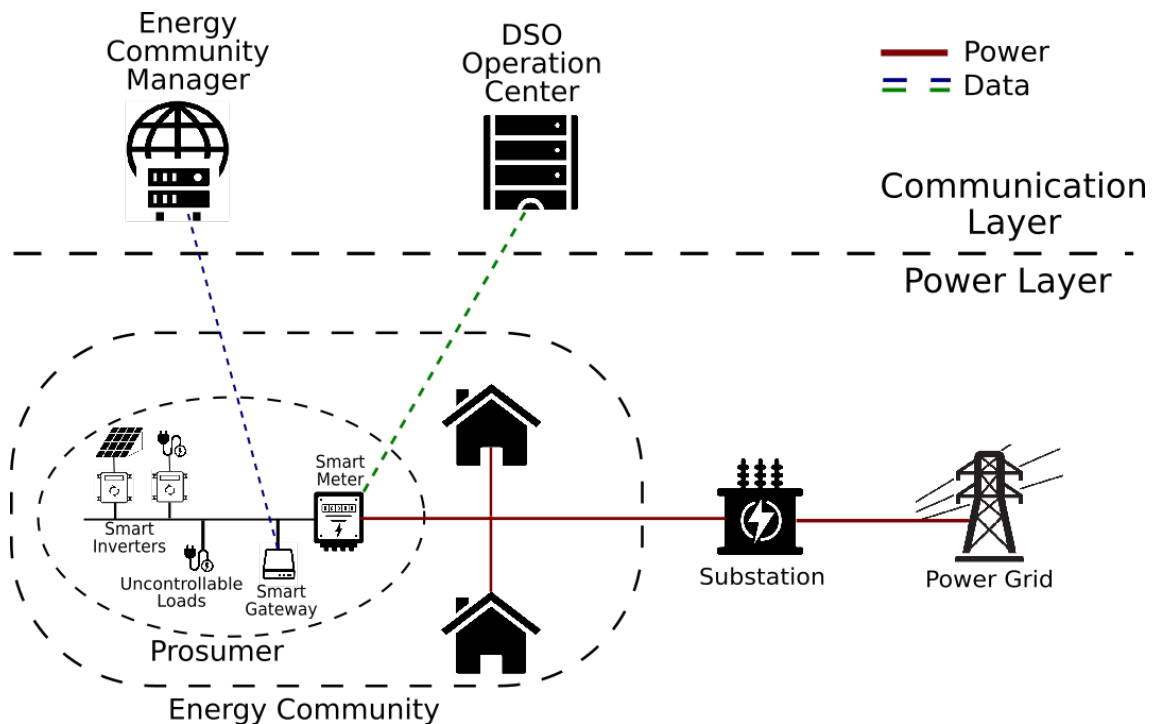 Energy
Community
Manager
DSO
Operation
Center
Power
Data
Communication
Layer
Power Layer
Smart
Meter
Smart
Inverters
Uncontrollable
Loads
Smart
Gateway
Prosumer
Energy Community
Substation
Power Grid